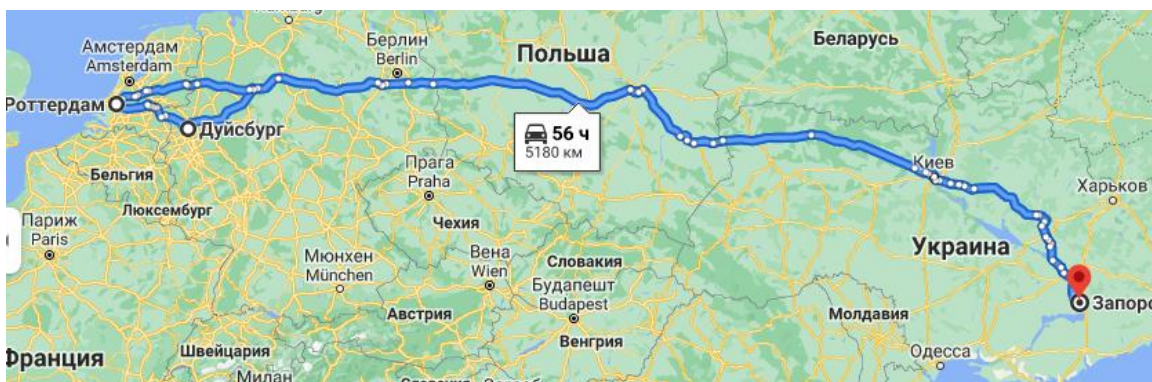 Амстердам
Amsterdam
Роттердам
Дуйсбург
Берлин
Berlin
Польша
Беларусь
56 ч
5180 км
Бельгия
Люксембург
Париж
Paris
Прага
Praha
Чехия
Киев
Харьков
Украина
Мюнхен
München
Вена
Wien
Словакия
Будапешт
Budapest
Австрия
Венгрия
Молдавия
Запоро
Одесса
Франция
Швейцария
Милан